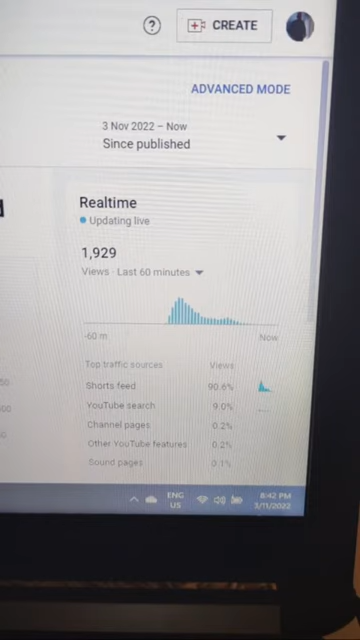 CREATE
ADVANCED MODE
3 Nov 2022 – Now
Since published
Realtime
Updating live
1,929
Views · Last 60 minutes
-60 m
Now
Top traffic sources
Views
Shorts feed
90.6%
YouTube search
9.0%
Channel pages
0.2%
Other YouTube features
0.2%
Sound pages
0.1%
ENG
US
8:42 PM
3/11/2022